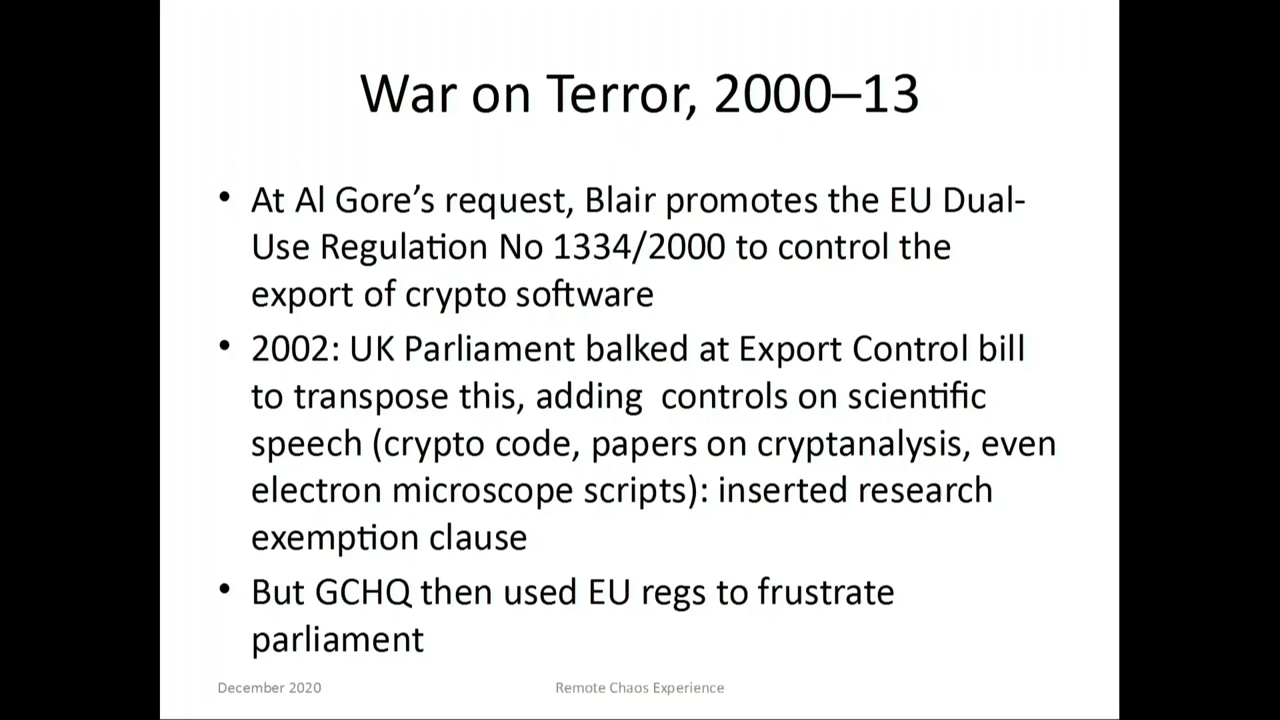 War on Terror, 2000–13
• At Al Gore’s request, Blair promotes the EU Dual-
Use Regulation No 1334/2000 to control the
export of crypto software
• 2002: UK Parliament balked at Export Control bill
to transpose this, adding  controls on scientific
speech (crypto code, papers on cryptanalysis, even
electron microscope scripts): inserted research
exemption clause
• But GCHQ then used EU regs to frustrate
parliament
December 2020
Remote Chaos Experience